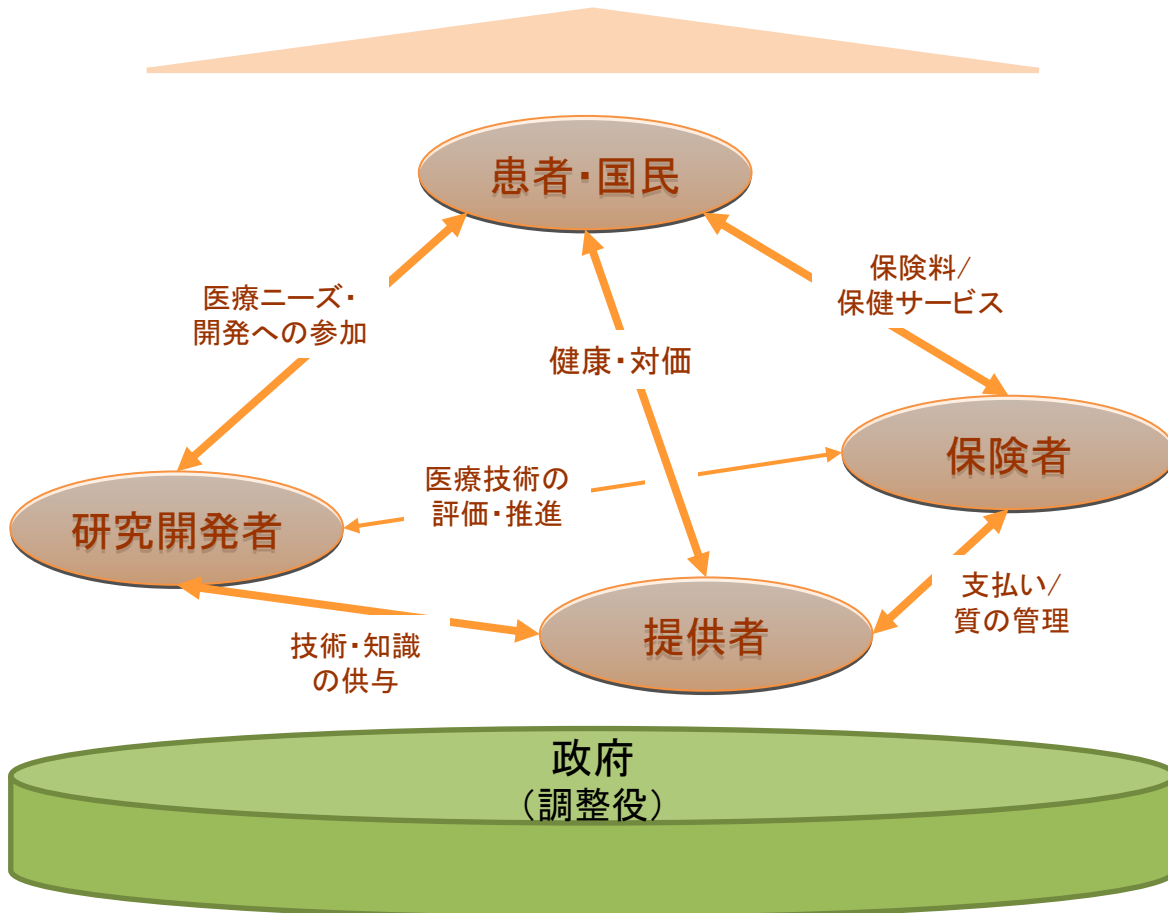 患者・国民
保険料/
保健サービス
医療ニーズ・
開発への参加
健康・対価
保険者
医療技術の
評価・推進
研究開発者
支払い/
質の管理
提供者
技術・知識
の供与
政府
（調整役）